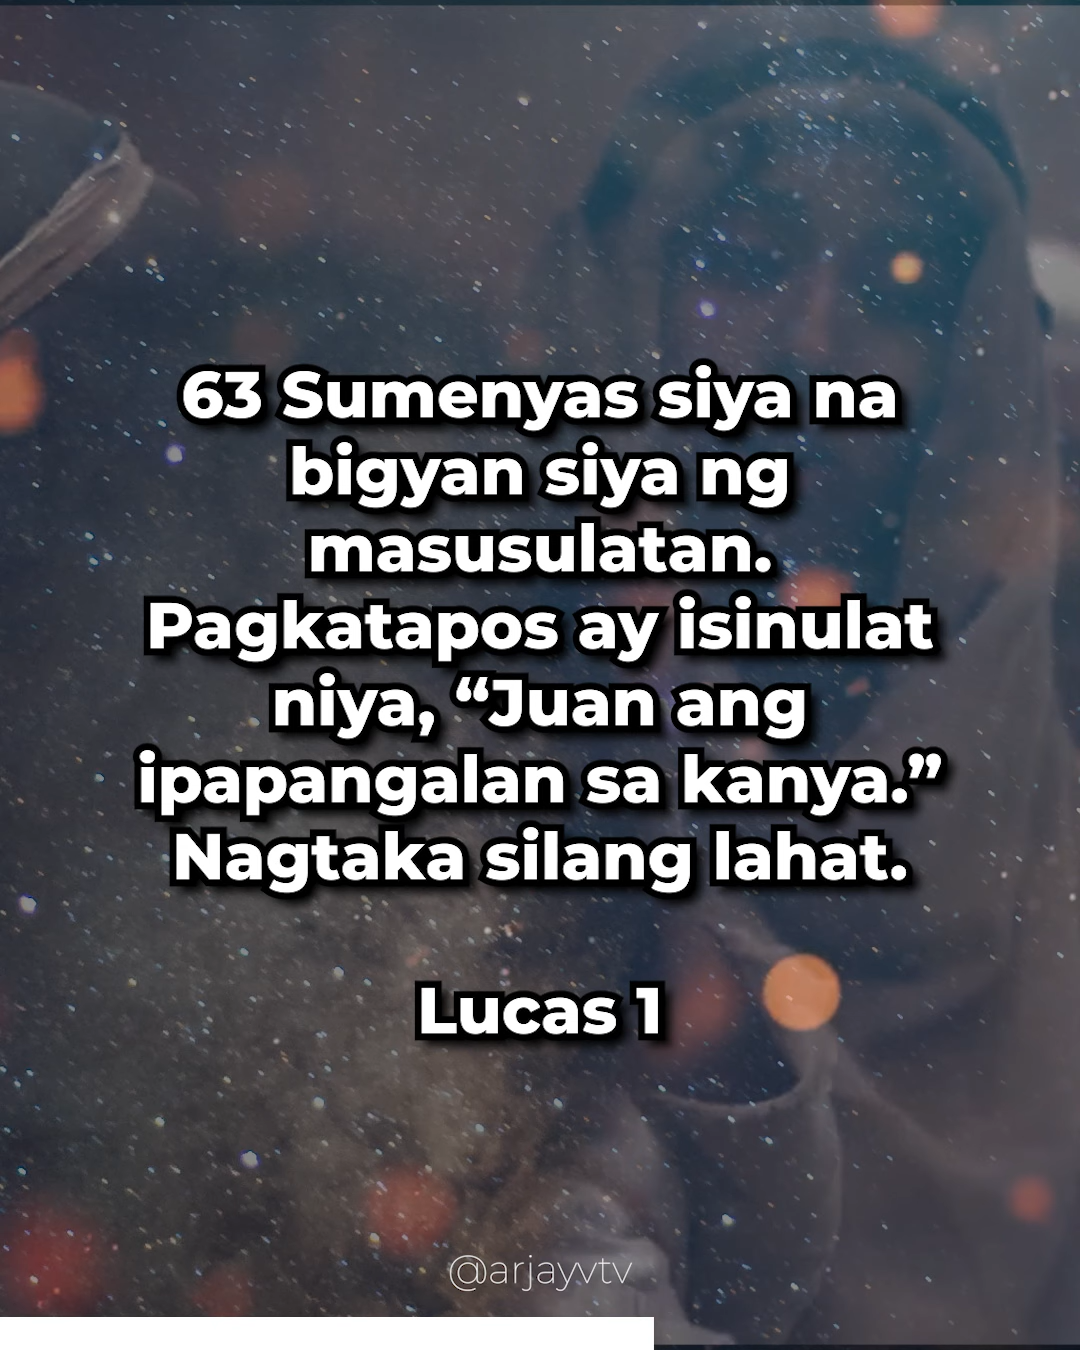 63 Sumenyas siya na
bigyan siya ng
masusulatan.
Pagkatapos ay isinulat
niya, “Juan ang
ipapangalan sa kanya.”
Nagtaka silang lahat.
Lucas 1
@arjayvtv